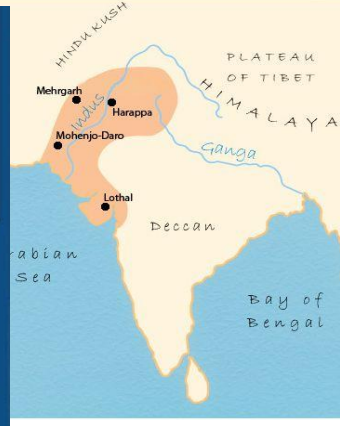 HINDU KUSH
PLATEAU
OF TIBET
HIMALAYA
Mehrgarh
Indus
Harappa
Mohenjo-Daro
Ganga
Lothal
Deccan
abian
Sea
Bay of
Bengal